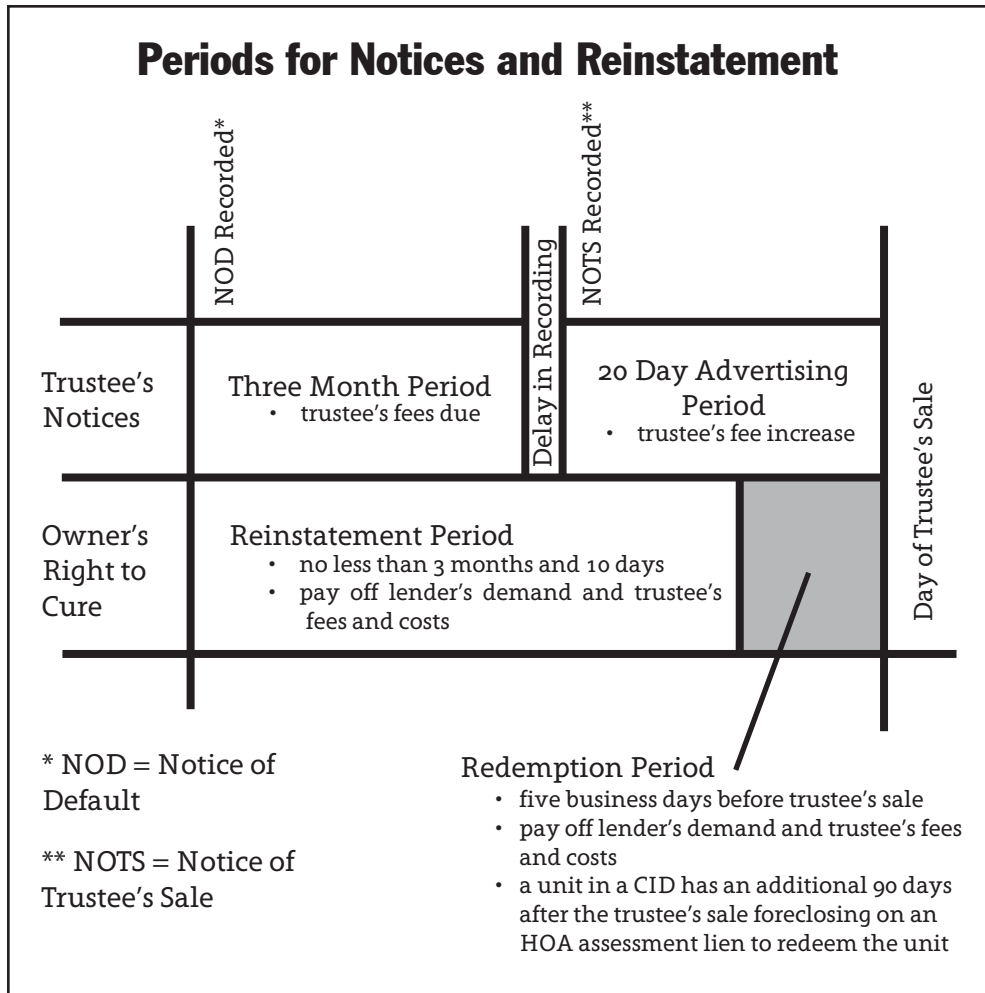 Periods for Notices and Reinstatement
NOD Recorded*
Delay in Recording
NOTS Recorded**
Day of Trustee's Sale
Trustee's
Notices
Three Month Period
• trustee's fees due
20 Day Advertising
Period
• trustee's fee increase
Owner's
Right to
Cure
Reinstatement Period
• no less than 3 months and 10 days
• pay off lender's demand and trustee's
fees and costs
* NOD = Notice of
Default
** NOTS = Notice of
Trustee's Sale
Redemption Period
• five business days before trustee's sale
• pay off lender's demand and trustee's fees
and costs
• a unit in a CID has an additional 90 days
after the trustee's sale foreclosing on an
HOA assessment lien to redeem the unit